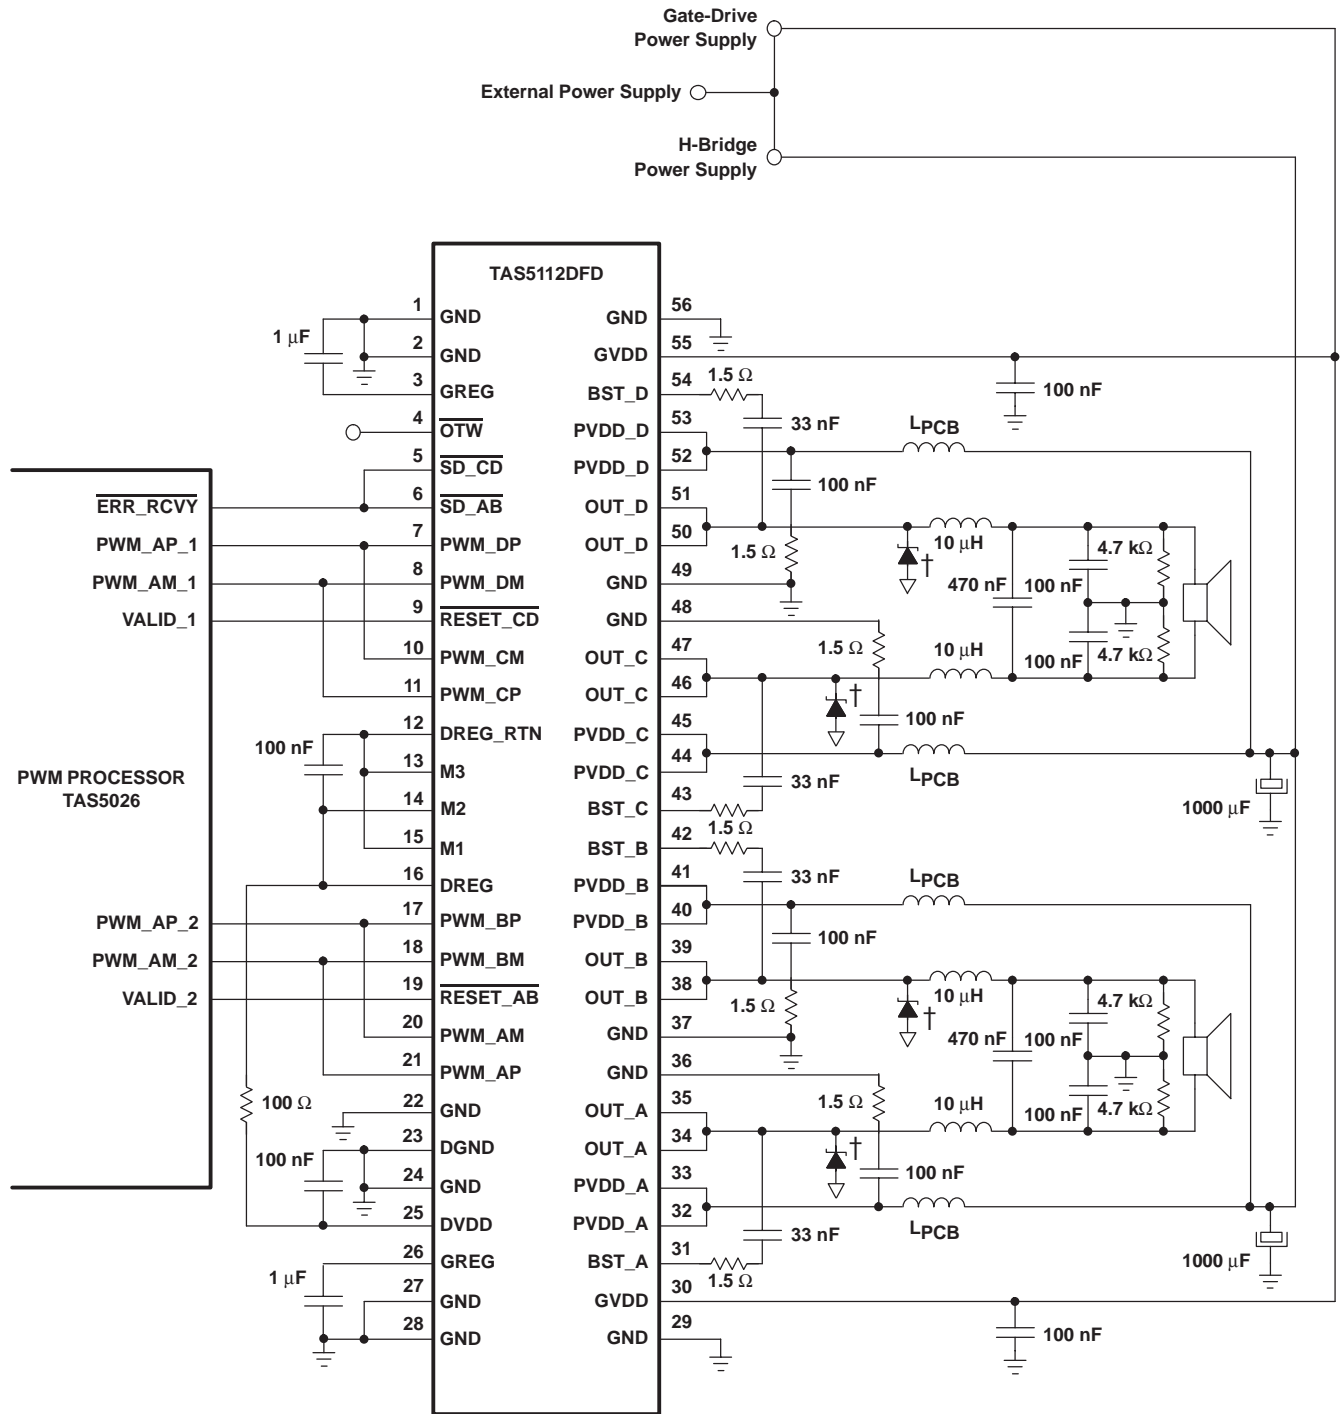 Gate-Drive
Power Supply
External Power Supply
H-Bridge
Power Supply
TAS5112DFD
PWM PROCESSOR
TAS5026
ERR_RCVY
PWM_AP_1
PWM_AM_1
VALID_1
PWM_AP_2
PWM_AM_2
VALID_2
1 μF
100 nF
100 Ω
100 nF
1 μF
1 GND
2 GND
3 GREG
4 OTW
5 SD_CD
6 SD_AB
7 PWM_DP
8 PWM_DM
9 RESET_CD
10 PWM_CM
11 PWM_CP
12 DREG_RTN
13 M3
14 M2
15 M1
16 DREG
17 PWM_BP
18 PWM_BM
19 RESET_AB
20 PWM_AM
21 PWM_AP
22 GND
23 DGND
24 GND
25 DVDD
26 GREG
27 GND
28 GND
GND 56
GVDD 55
BST_D 54
PVDD_D 53
PVDD_D 52
OUT_D 51
OUT_D 50
GND 49
GND 48
OUT_C 47
OUT_C 46
PVDD_C 45
PVDD_C 44
BST_C 43
BST_B 42
PVDD_B 41
PVDD_B 40
OUT_B 39
OUT_B 38
GND 37
GND 36
OUT_A 35
OUT_A 34
PVDD_A 33
PVDD_A 32
BST_A 31
GVDD 30
GND 29
1.5 Ω
100 nF
33 nF
LPCB
100 nF
1.5 Ω
†
10 μH
4.7 kΩ
470 nF
100 nF
1.5 Ω
10 μH
100 nF
4.7 kΩ
†
100 nF
LPCB
33 nF
1000 μF
1.5 Ω
33 nF
LPCB
100 nF
1.5 Ω
†
10 μH
4.7 kΩ
470 nF
100 nF
1.5 Ω
10 μH
100 nF
4.7 kΩ
†
100 nF
LPCB
33 nF
1000 μF
1.5 Ω
100 nF